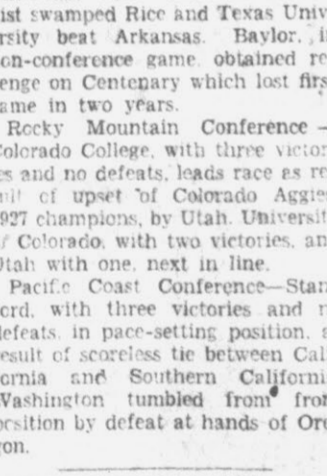 ist swamped Rice and Texas Univ
rsity beat Arkansas. Baylor, i
on-conference game, obtained re
enge on Centenary which lost firs
ame in two years.
Rocky Mountain Conference —
Colorado College, with three victor
es and no defeats, leads race as re
ult of upset of Colorado Aggie
927 champions, by Utah. Universit
f Colorado, with two victories, an
Utah with one, next in line.
Pacific Coast Conference—Stan
ord, with three victories and n
defeats, in pace-setting position, a
esult of scoreless tie between Cal
ornia and Southern Californi
Washington tumbled from fron
osition by defeat at hands of Ore
gon.